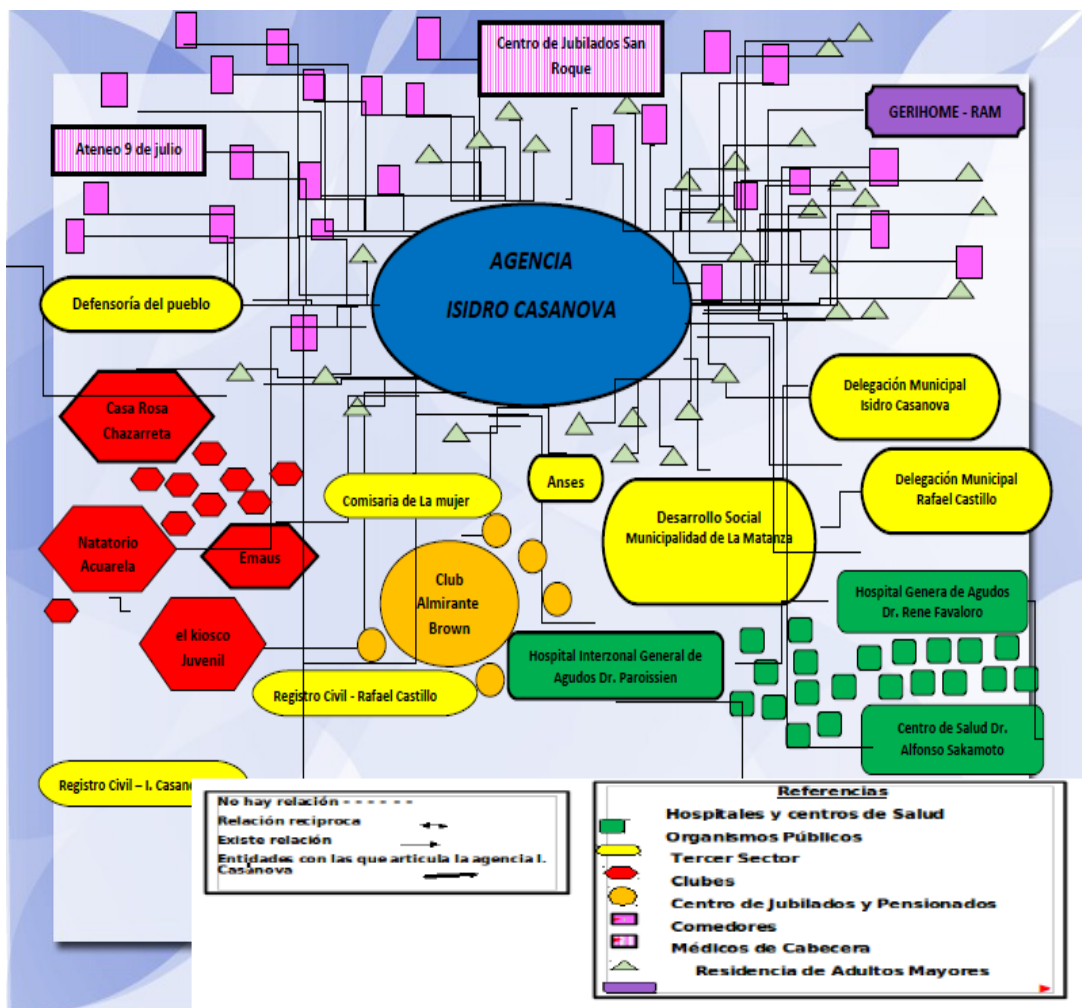 Centro de Jubilados San
Roque
GERIHOME - RAM
Ateneo 9 de julio
AGENCIA
ISIDRO CASANOVA
Defensoría del pueblo
Delegación Municipal
Isidro Casanova
Casa Rosa
Chazarreta
Delegación Municipal
Rafael Castillo
Anses
Comisaria de La mujer
Desarrollo Social
Municipalidad de La Matanza
Natatorio
Acuarela
Emaus
Club
Almirante
Brown
Hospital Genera de Agudos
Dr. Rene Favaloro
el kiosco
Juvenil
Hospital Interzonal General de
Agudos Dr. Paroissien
Registro Civil - Rafael Castillo
Centro de Salud Dr.
Alfonso Sakamoto
Registro Civil – I. Casano
No hay relación - - - - - -
Relación reciproca
Existe relación
Entidades con las que articula la agencia I.
Casanova
Referencias
Hospitales y centros de Salud
Organismos Públicos
Tercer Sector
Clubes
Centro de Jubilados y Pensionados
Comedores
Médicos de Cabecera
Residencia de Adultos Mayores